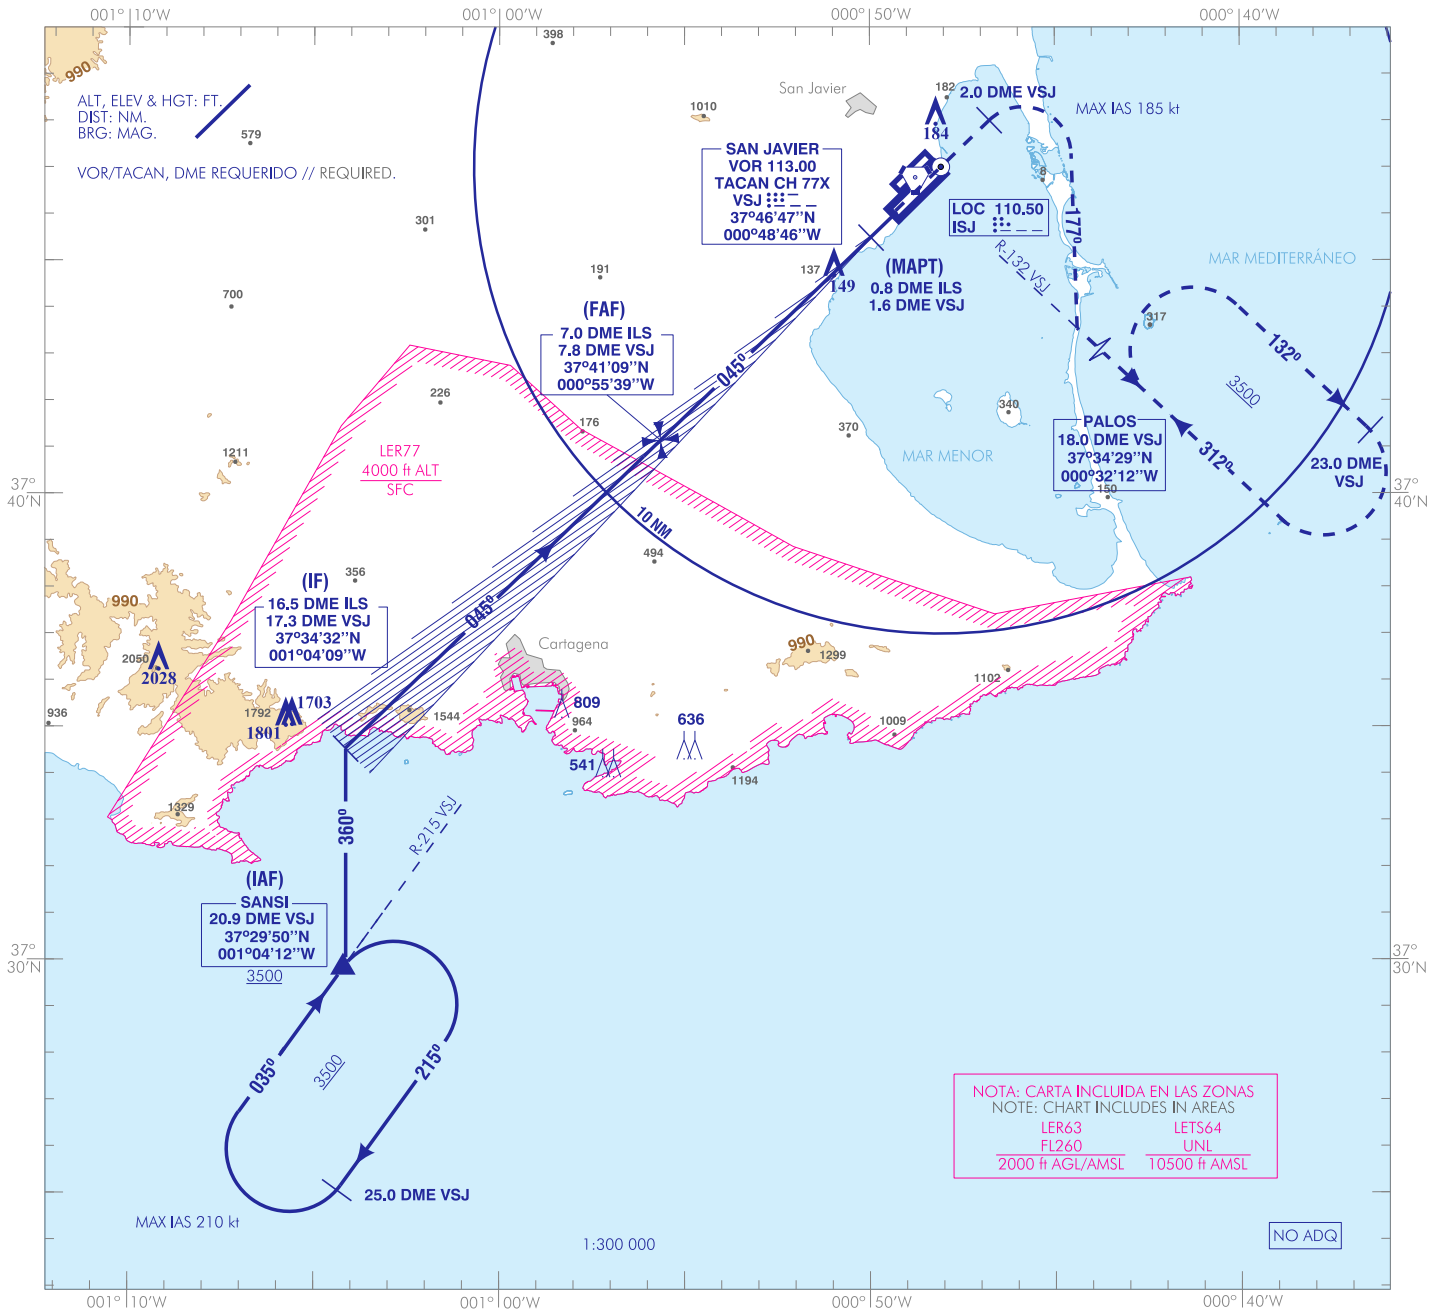 001°10'W
001°00'W
000°50'W
000°40'W
990
398
ALT, ELEV & HGT: FT.
DIST: NM.
BRG: MAG.
579
VOR/TACAN, DME REQUERIDO // REQUIRED.
1010
San Javier
182
184
2.0 DME VSJ
MAX IAS 185 kt
SAN JAVIER
VOR 113.00
TACAN CH 77X
VSJ
37°46'47''N
000°48'46''W
8
LOC 110.50
ISJ
177°
R-132 VSJ
MAR MEDITERRÁNEO
301
191
700
137
149
(MAPT)
0.8 DME ILS
1.6 DME VSJ
(FAF)
7.0 DME ILS
7.8 DME VSJ
37°41'09''N
000°55'39''W
045°
317
132°
3500
312°
23.0 DME
VSJ
226
176
370
340
MAR MENOR
PALOS
18.0 DME VSJ
37°34'29''N
000°32'12''W
150
1211
LER77
4000 ft ALT
SFC
37°
40'N
37°
40'N
10 NM
494
356
(IF)
16.5 DME ILS
17.3 DME VSJ
37°34'32''N
001°04'09''W
045°
990
2050
2028
Cartagena
990
1299
1102
936
1792
1801
1703
1544
809
964
636
541
1009
1194
1329
360°
R-215 VSJ
(IAF)
SANSI
20.9 DME VSJ
37°29'50''N
001°04'12''W
3500
37°
30'N
37°
30'N
035°
3500
215°
25.0 DME VSJ
MAX IAS 210 kt
1:300 000
NOTA: CARTA INCLUIDA EN LAS ZONAS
NOTE: CHART INCLUDES IN AREAS
LER63 LETS64
FL260 UNL
2000 ft AGL/AMSL 10500 ft AMSL
NO ADQ
001°10'W
001°00'W
000°50'W
000°40'W